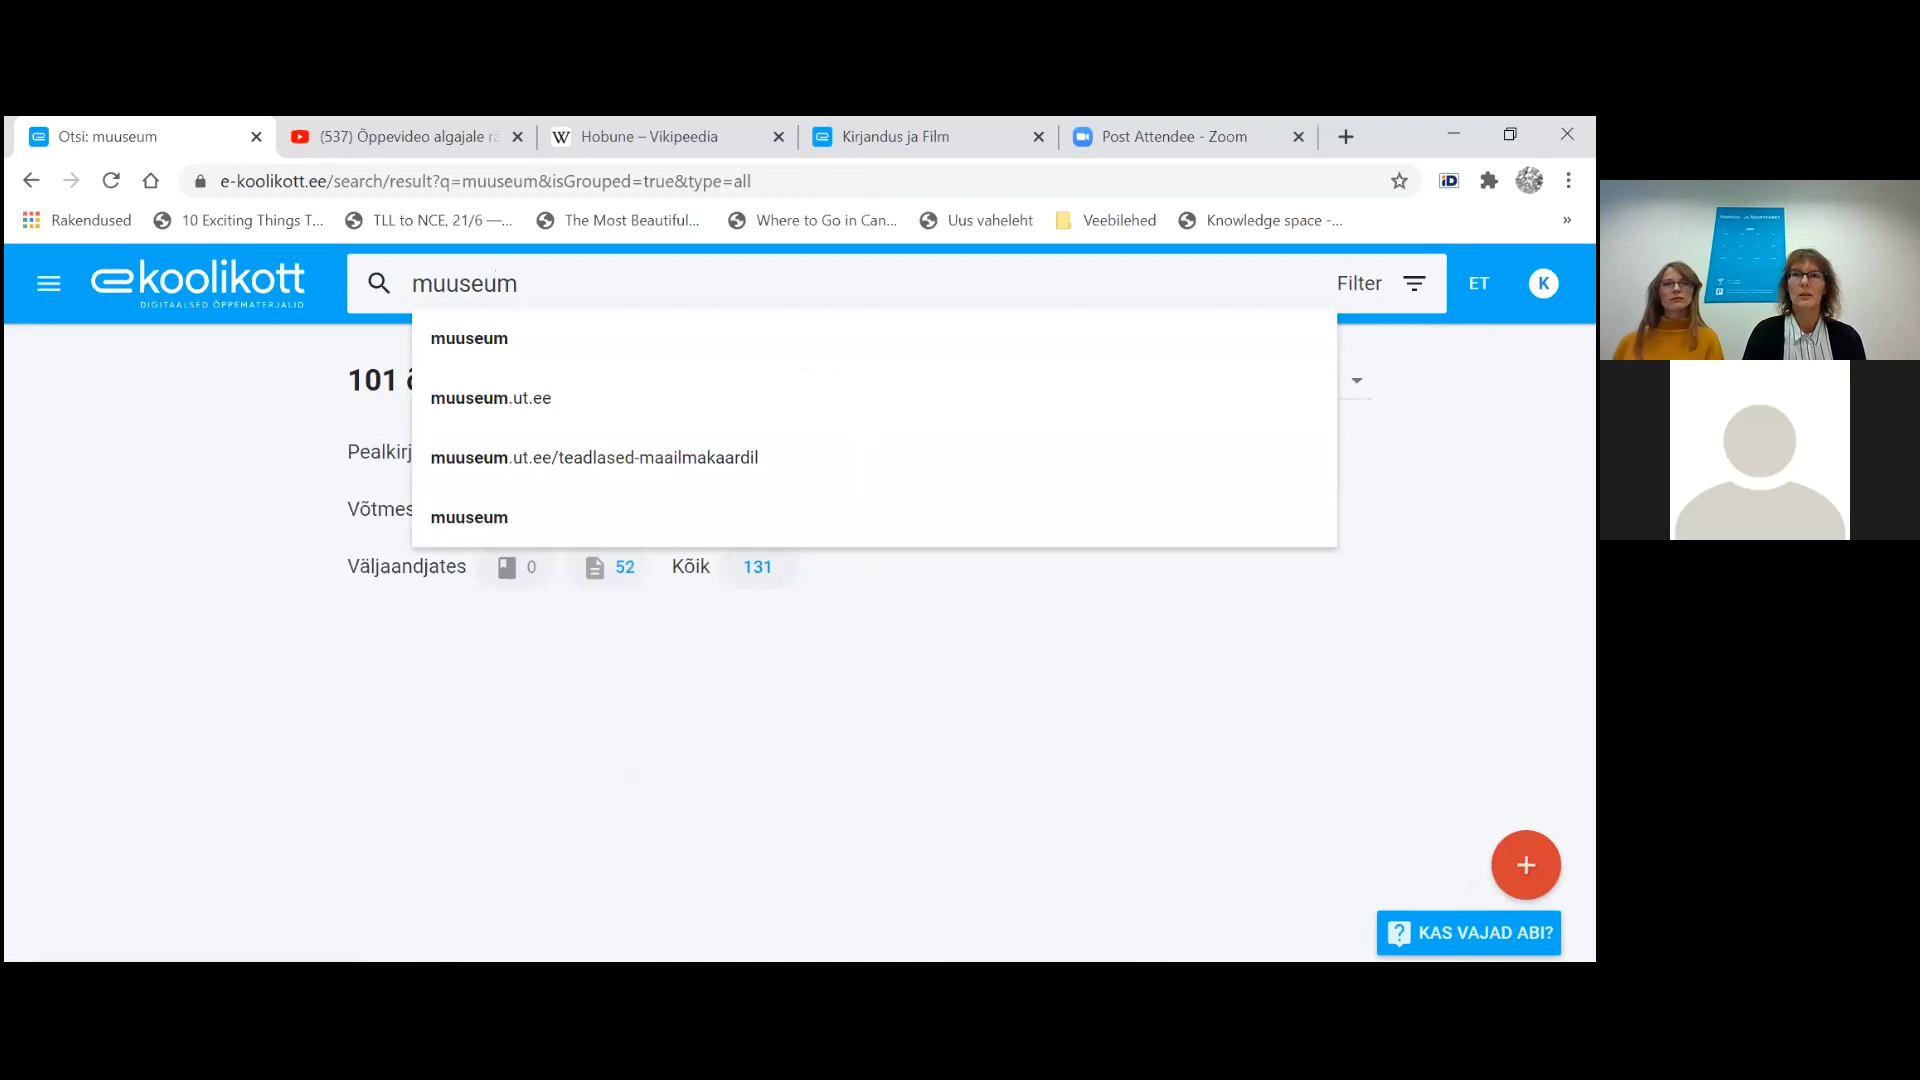 Otsi: muuseum
(537) Õppevideo algajale rä
Hobune – Vikipeedia
Kirjandus ja Film
Post Attendee - Zoom
e-koolikott.ee/search/result?q=muuseum&isGrouped=true&type=all
iD
Rakendused
10 Exciting Things T...
TLL to NCE, 21/6 —...
The Most Beautiful...
Where to Go in Can...
Uus vaheleht
Veebilehed
Knowledge space -...
»
ekoolikott
DIGITAALSED ÕPPEMATERJALID
muuseum
Filter
ET
K
muuseum
muuseum.ut.ee
muuseum.ut.ee/teadlased-maailmakaardil
muuseum
101 õ
Pealkirj
Võtmes
Väljaandjates
0
52
Kõik
131
KAS VAJAD ABI?